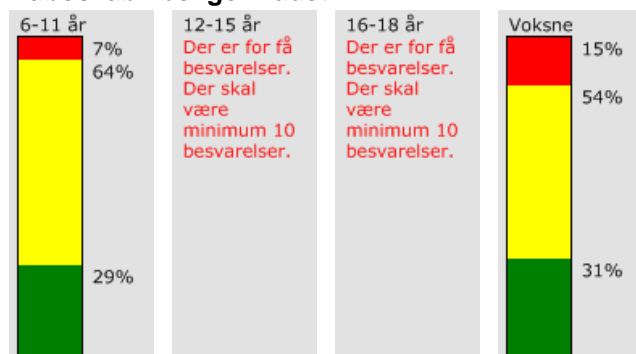 6-11 år
7%
64%
29%
12-15 år
Der er for få
besvarelser.
Der skal
være
minimum 10
besvarelser.
16-18 år
Der er for få
besvarelser.
Der skal
være
minimum 10
besvarelser.
Voksne
15%
54%
31%